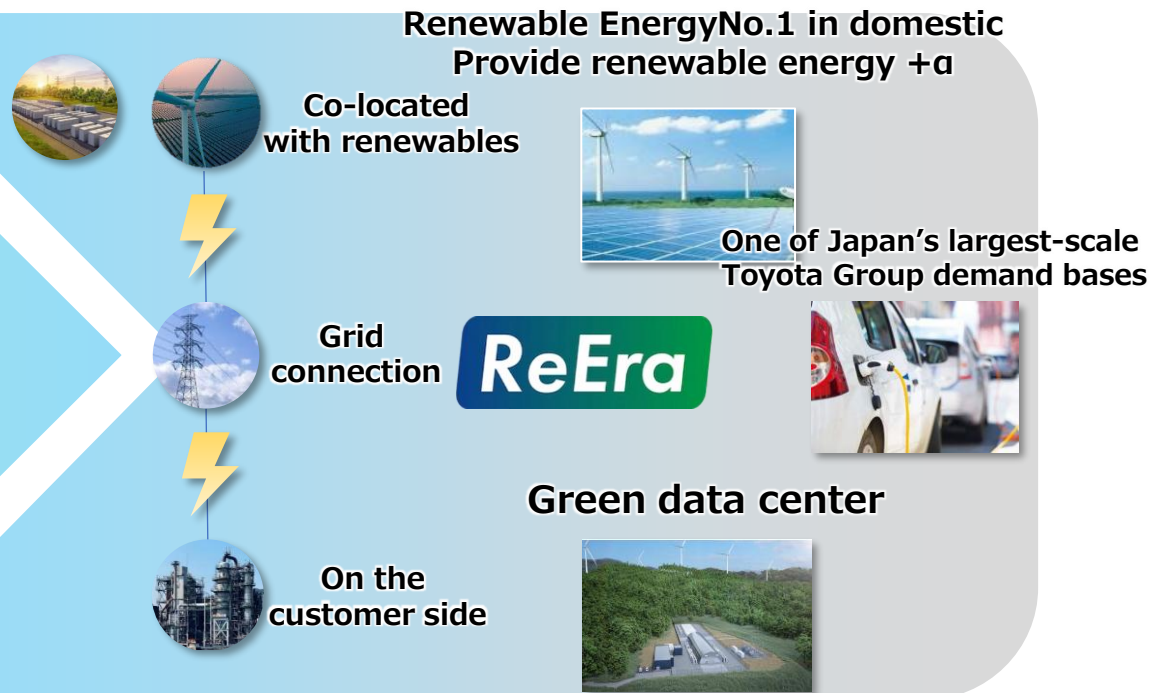 Renewable EnergyNo.1 in domestic
Provide renewable energy +α
Co-located
with renewables
One of Japan’s largest-scale
Toyota Group demand bases
Grid
connection
ReEra
Green data center
On the
customer side